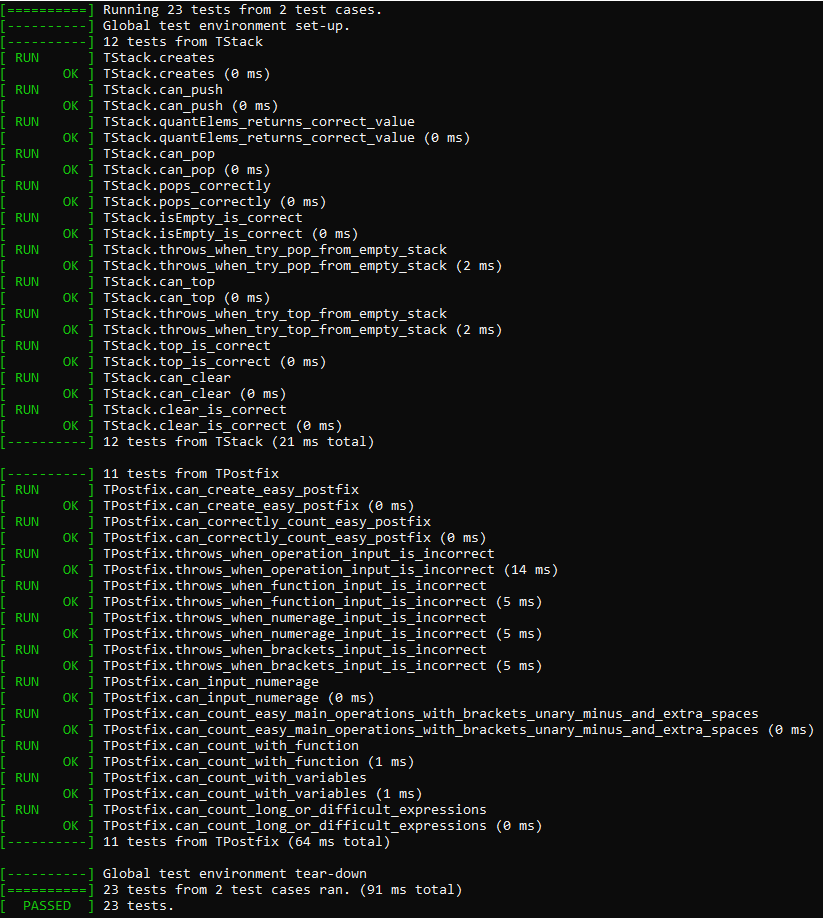 [==========] Running 23 tests from 2 test cases.
[----------] Global test environment set-up.
[----------] 12 tests from TStack
[ RUN      ] TStack.creates
[       OK ] TStack.creates (0 ms)
[ RUN      ] TStack.can_push
[       OK ] TStack.can_push (0 ms)
[ RUN      ] TStack.quantElems_returns_correct_value
[       OK ] TStack.quantElems_returns_correct_value (0 ms)
[ RUN      ] TStack.can_pop
[       OK ] TStack.can_pop (0 ms)
[ RUN      ] TStack.pops_correctly
[       OK ] TStack.pops_correctly (0 ms)
[ RUN      ] TStack.isEmpty_is_correct
[       OK ] TStack.isEmpty_is_correct (0 ms)
[ RUN      ] TStack.throws_when_try_pop_from_empty_stack
[       OK ] TStack.throws_when_try_pop_from_empty_stack (2 ms)
[ RUN      ] TStack.can_top
[       OK ] TStack.can_top (0 ms)
[ RUN      ] TStack.throws_when_try_top_from_empty_stack
[       OK ] TStack.throws_when_try_top_from_empty_stack (2 ms)
[ RUN      ] TStack.top_is_correct
[       OK ] TStack.top_is_correct (0 ms)
[ RUN      ] TStack.can_clear
[       OK ] TStack.can_clear (0 ms)
[ RUN      ] TStack.clear_is_correct
[       OK ] TStack.clear_is_correct (0 ms)
[----------] 12 tests from TStack (21 ms total)

[----------] 11 tests from TPostfix
[ RUN      ] TPostfix.can_create_easy_postfix
[       OK ] TPostfix.can_create_easy_postfix (0 ms)
[ RUN      ] TPostfix.can_correctly_count_easy_postfix
[       OK ] TPostfix.can_correctly_count_easy_postfix (0 ms)
[ RUN      ] TPostfix.throws_when_operation_input_is_incorrect
[       OK ] TPostfix.throws_when_operation_input_is_incorrect (14 ms)
[ RUN      ] TPostfix.throws_when_function_input_is_incorrect
[       OK ] TPostfix.throws_when_function_input_is_incorrect (5 ms)
[ RUN      ] TPostfix.throws_when_numerage_input_is_incorrect
[       OK ] TPostfix.throws_when_numerage_input_is_incorrect (5 ms)
[ RUN      ] TPostfix.throws_when_brackets_input_is_incorrect
[       OK ] TPostfix.throws_when_brackets_input_is_incorrect (5 ms)
[ RUN      ] TPostfix.can_input_numerage
[       OK ] TPostfix.can_input_numerage (0 ms)
[ RUN      ] TPostfix.can_count_easy_main_operations_with_brackets_unary_minus_and_extra_spaces
[       OK ] TPostfix.can_count_easy_main_operations_with_brackets_unary_minus_and_extra_spaces (0 ms)
[ RUN      ] TPostfix.can_count_with_function
[       OK ] TPostfix.can_count_with_function (1 ms)
[ RUN      ] TPostfix.can_count_with_variables
[       OK ] TPostfix.can_count_with_variables (1 ms)
[ RUN      ] TPostfix.can_count_long_or_difficult_expressions
[       OK ] TPostfix.can_count_long_or_difficult_expressions (0 ms)
[----------] 11 tests from TPostfix (64 ms total)

[----------] Global test environment tear-down
[==========] 23 tests from 2 test cases ran. (91 ms total)
[  PASSED  ] 23 tests.